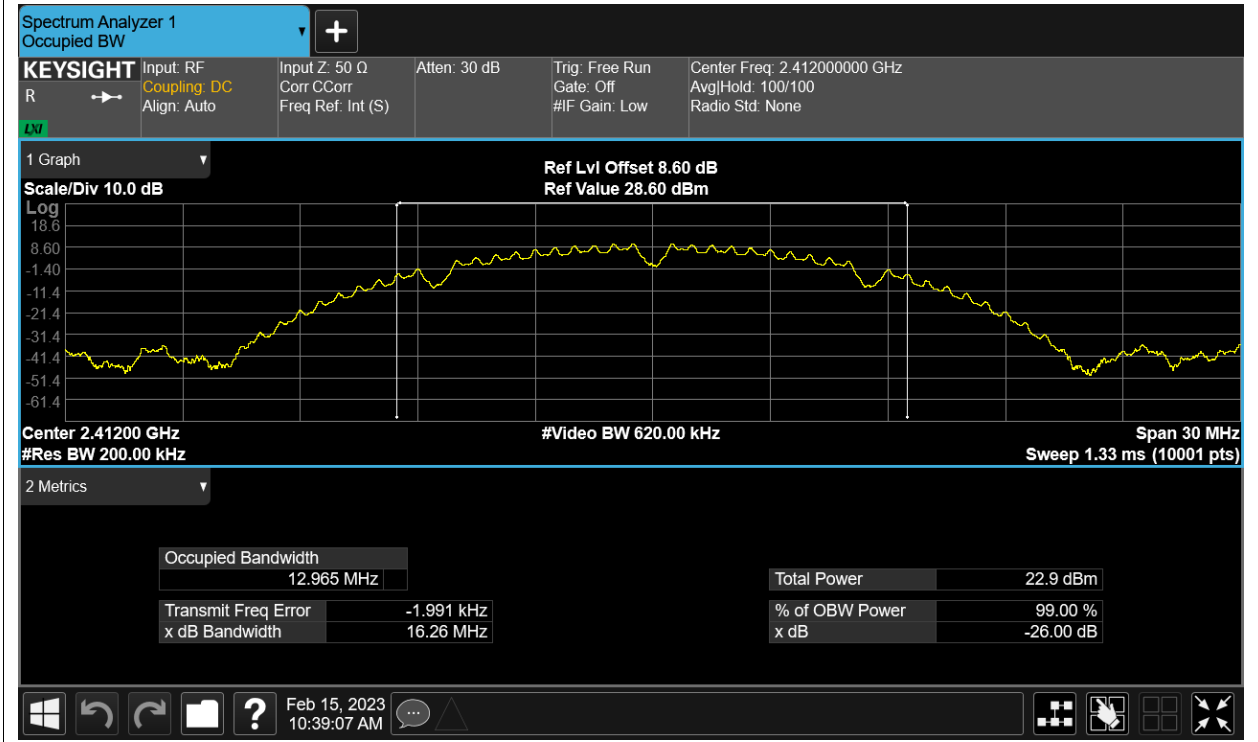 Spectrum Analyzer 1
Occupied BW
KEYSIGHT
R
LXI
Input: RF
Coupling: DC
Align: Auto
Input Z: 50 Ω
Corr CCorr
Freq Ref: Int (S)
Atten: 30 dB
Trig: Free Run
Gate: Off
#IF Gain: Low
Center Freq: 2.412000000 GHz
Avg|Hold: 100/100
Radio Std: None
1 Graph
Scale/Div 10.0 dB
Ref Lvl Offset 8.60 dB
Ref Value 28.60 dBm
Log
18.6
8.60
-1.40
-11.4
-21.4
-31.4
-41.4
-51.4
-61.4
Center 2.41200 GHz
#Res BW 200.00 kHz
#Video BW 620.00 kHz
Span 30 MHz
Sweep 1.33 ms (10001 pts)
2 Metrics
Occupied Bandwidth
12.965 MHz
Transmit Freq Error -1.991 kHz
x dB Bandwidth 16.26 MHz
Total Power 22.9 dBm
% of OBW Power 99.00 %
x dB -26.00 dB
?
Feb 15, 2023
10:39:07 AM